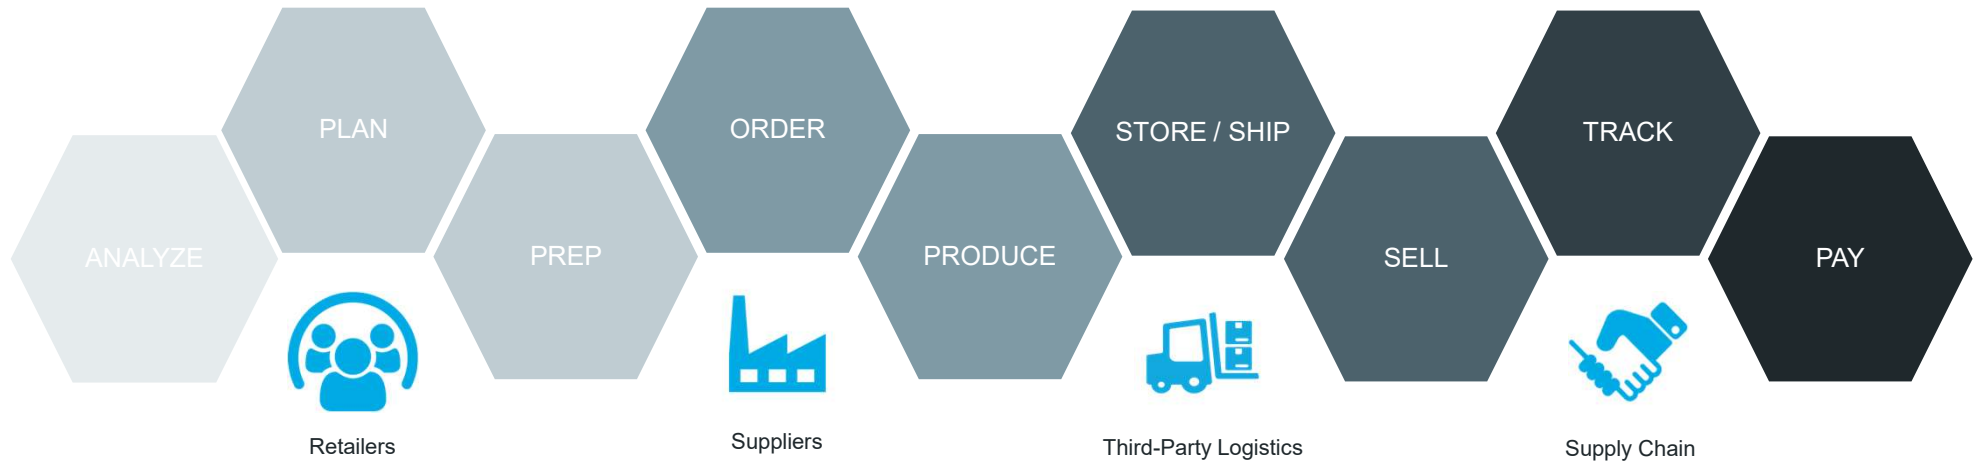 ANALYZE
PLAN
PREP
ORDER
PRODUCE
STORE / SHIP
SELL
TRACK
PAY
Retailers
Suppliers
Third-Party Logistics
Supply Chain